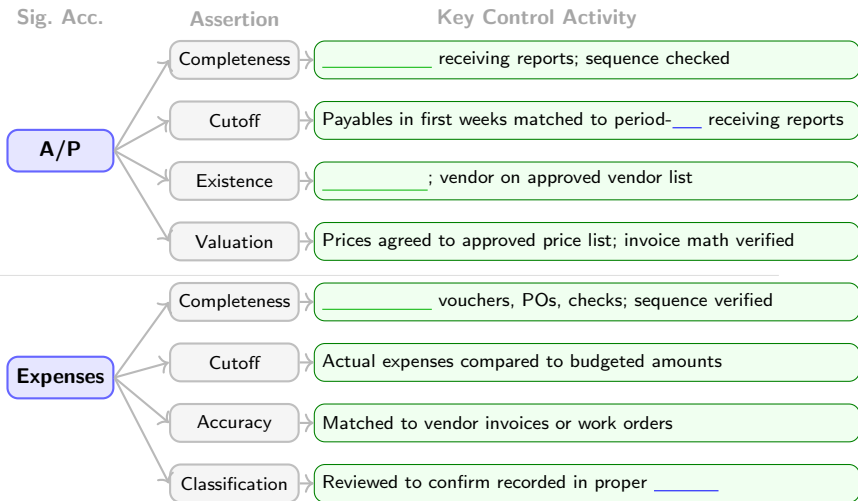 Sig. Acc. Assertion Key Control Activity
Completeness __________ receiving reports; sequence checked
Cutoff Payables in first weeks matched to period-___ receiving reports
A/P
Existence __________; vendor on approved vendor list
Valuation Prices agreed to approved price list; invoice math verified
Completeness __________ vouchers, POs, checks; sequence verified
Cutoff Actual expenses compared to budgeted amounts
Expenses
Accuracy Matched to vendor invoices or work orders
Classification Reviewed to confirm recorded in proper ______